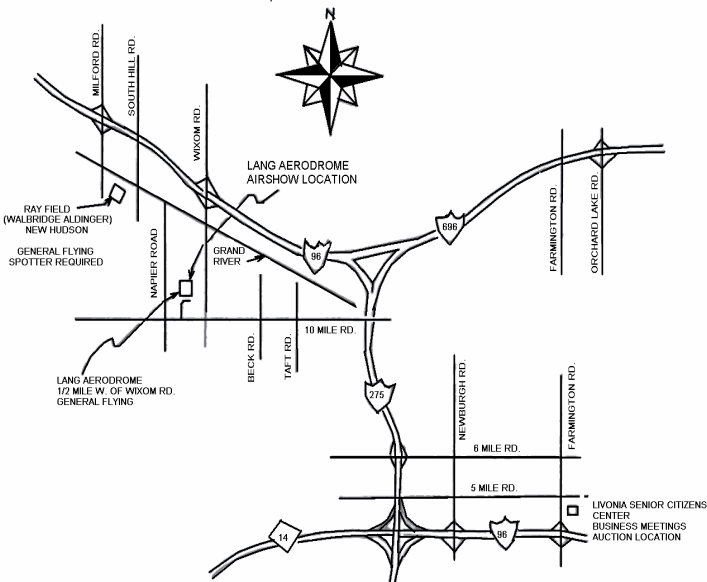 N
MILFORD RD.
SOUTH HILL RD.
WIXOM RD.
LANG AERODROME
AIRSHOW LOCATION
RAY FIELD
(WALBRIDGE ALDINGER)
NEW HUDSON
GENERAL FLYING
SPOTTER REQUIRED
NAPIER ROAD
GRAND
RIVER
96
696
FARMINGTON RD.
ORCHARD LAKE RD.
10 MILE RD.
BECK RD.
TAFT RD.
LANG AERODROME
1/2 MILE W. OF WIXOM RD.
GENERAL FLYING
275
NEWBURGH RD.
FARMINGTON RD.
6 MILE RD.
5 MILE RD.
LIVONIA SENIOR CITIZENS
CENTER
BUSINESS MEETINGS
AUCTION LOCATION
14
96